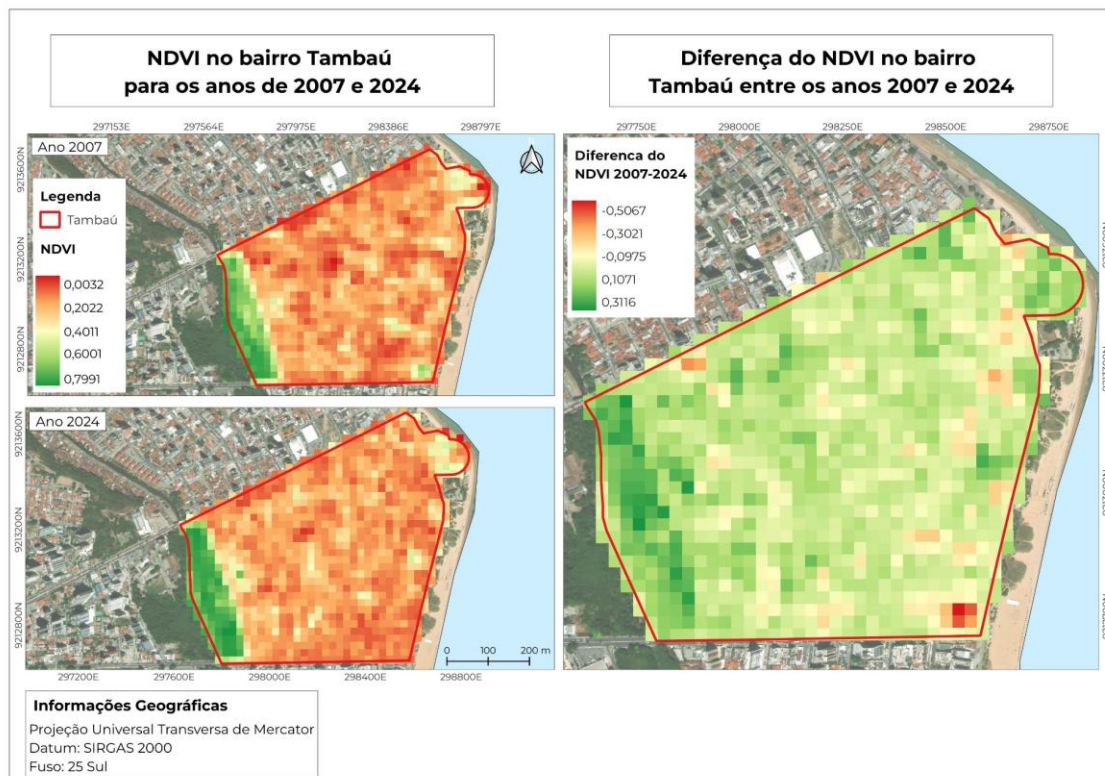 NDVI no bairro Tambaú
para os anos de 2007 e 2024
Diferença do NDVI no bairro
Tambaú entre os anos 2007 e 2024
297153E 297564E 297975E 298386E 298797E
Ano 2007
9213600N
9213200N
9212800N
Legenda
Tambaú
NDVI
0,0032
0,2022
0,4011
0,6001
0,7991
Ano 2024
9213600N
9213200N
9212800N
0 100 200 m
297200E 297600E 298000E 298400E 298800E
297750E 298000E 298250E 298500E 298750E
Diferenca do
NDVI 2007-2024
-0,5067
-0,3021
-0,0975
0,1071
0,3116
Informações Geográficas
Projeção Universal Transversa de Mercator
Datum: SIRGAS 2000
Fuso: 25 Sul